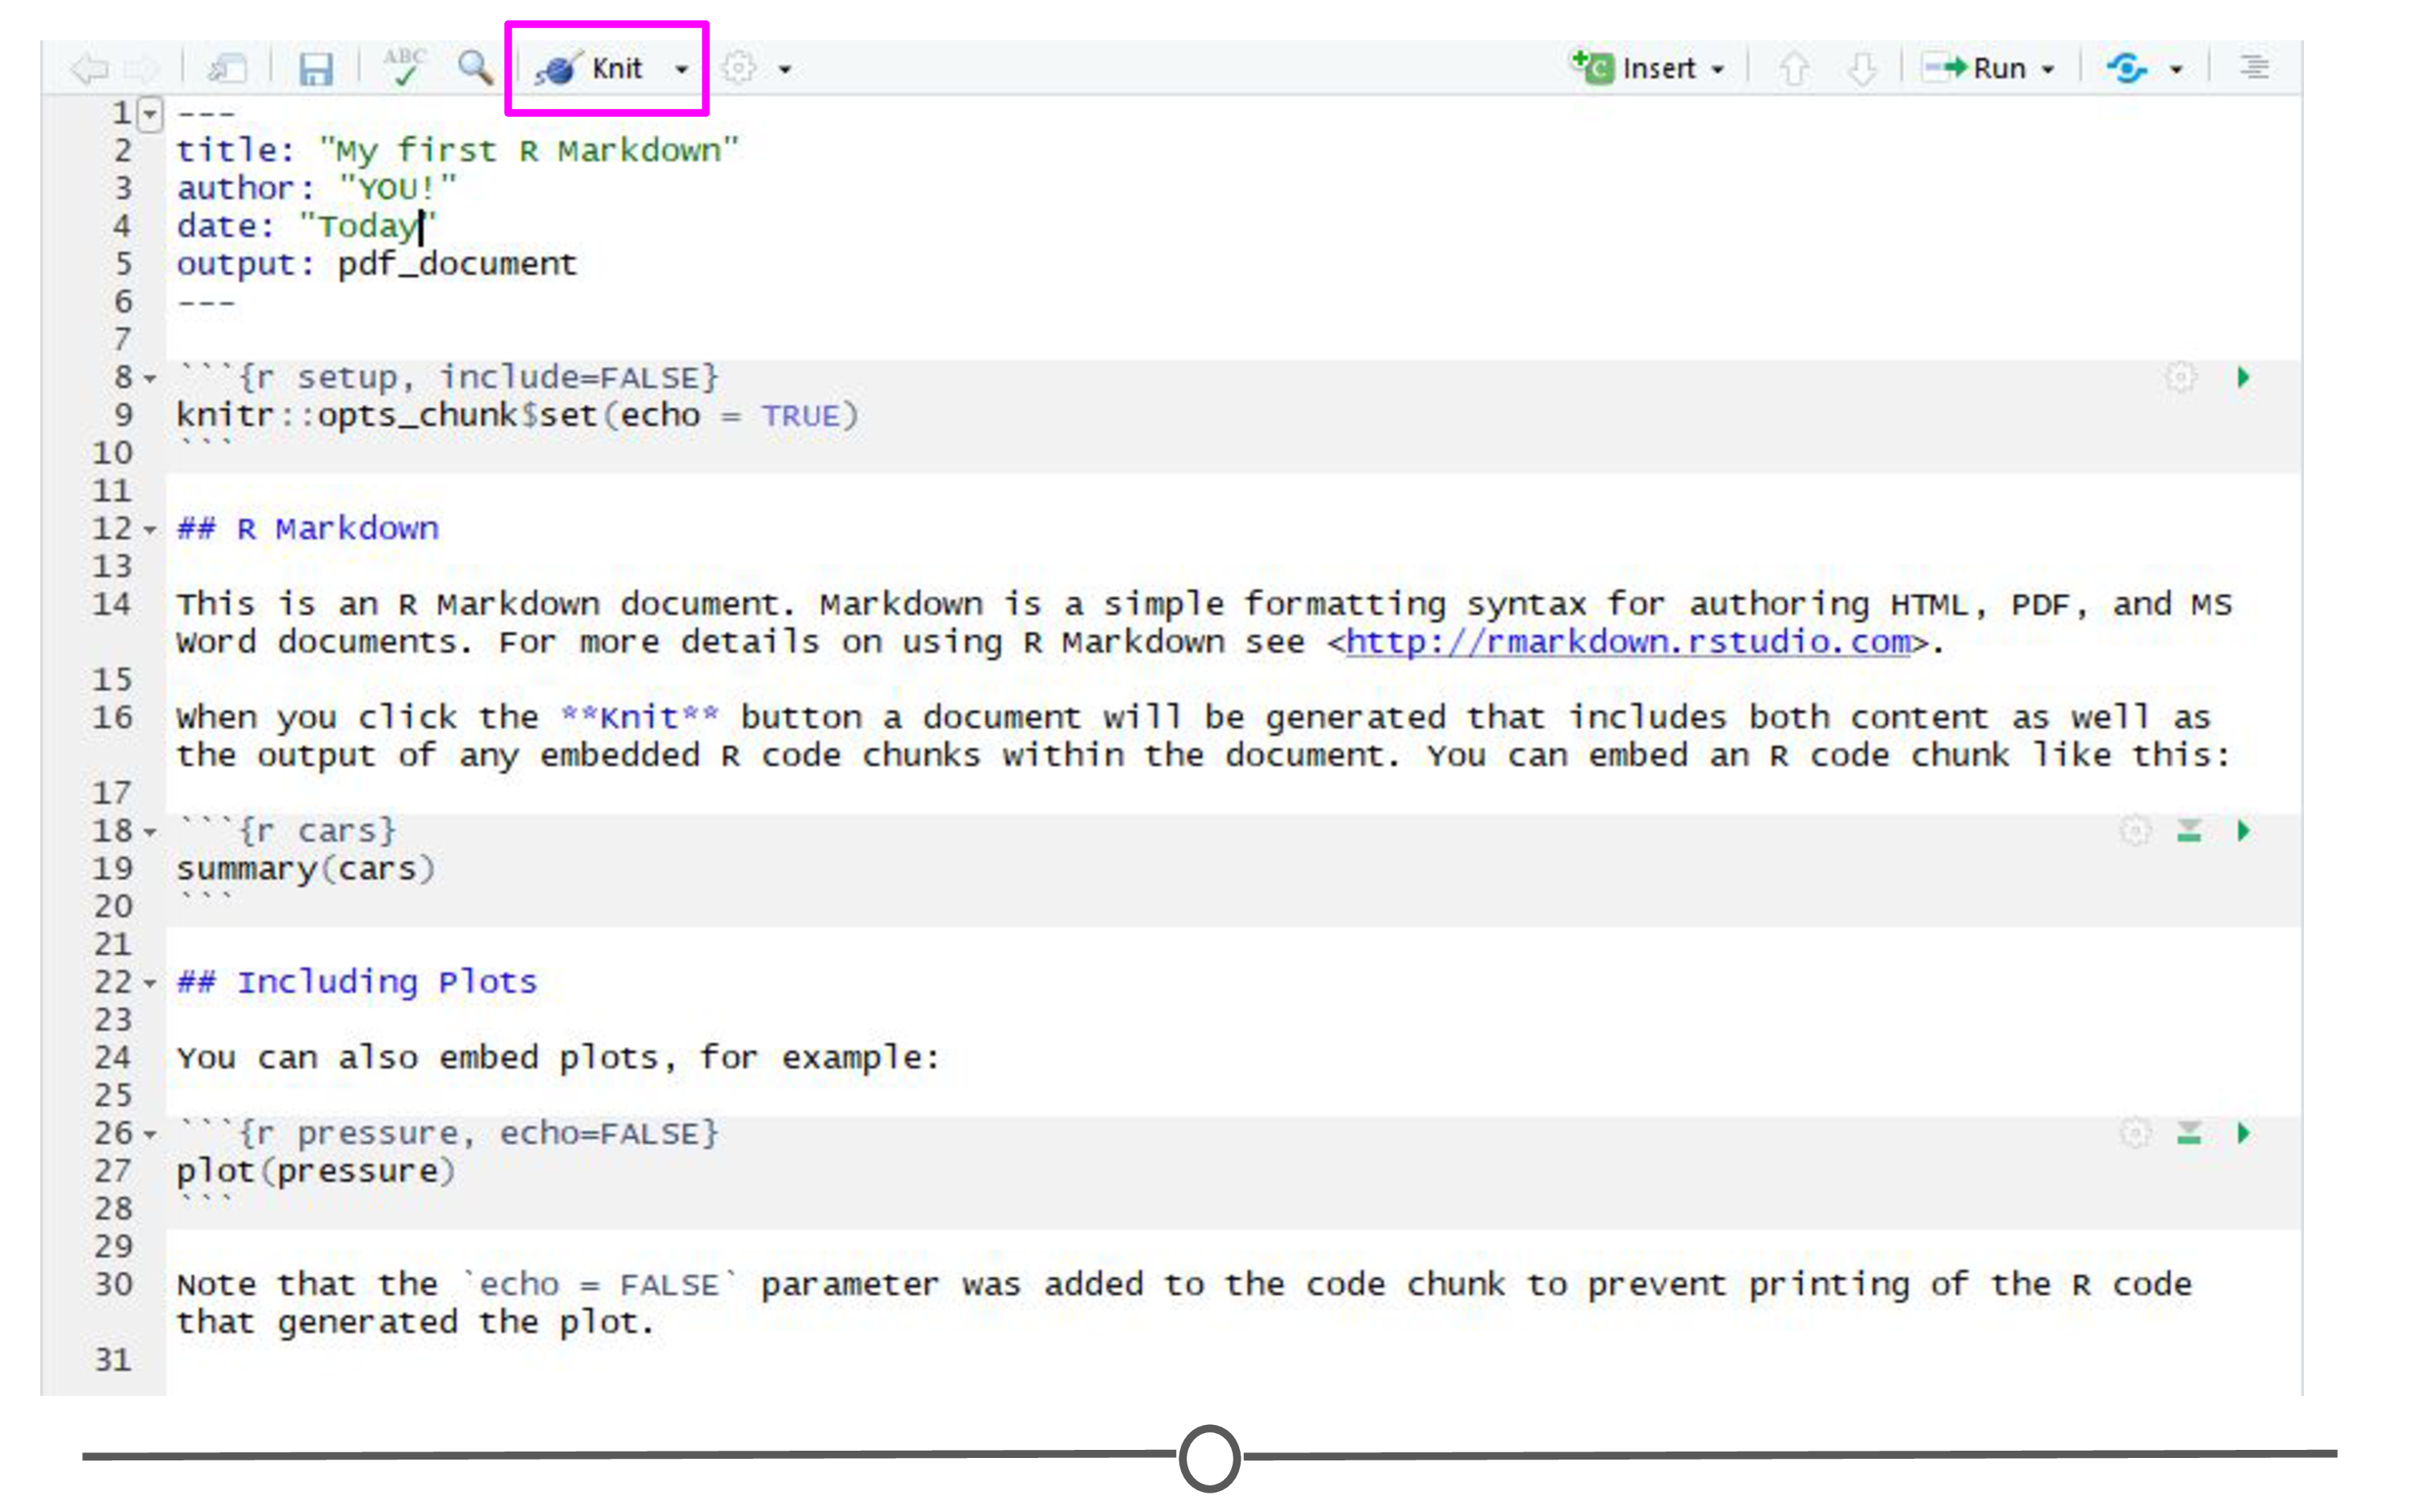 ABC Knit Insert Run
1 ---
2 title: "My first R Markdown"
3 author: "YOU!"
4 date: "Today"
5 output: pdf_document
6 ---
7
8 ```{r setup, include=FALSE}
9 knitr::opts_chunk$set(echo = TRUE)
10 ```
11
12 ## R Markdown
13
14 This is an R Markdown document. Markdown is a simple formatting syntax for authoring HTML, PDF, and MS
Word documents. For more details on using R Markdown see <http://rmarkdown.rstudio.com>.
15
16 When you click the **Knit** button a document will be generated that includes both content as well as
the output of any embedded R code chunks within the document. You can embed an R code chunk like this:
17
18 ```{r cars}
19 summary(cars)
20 ```
21
22 ## Including Plots
23
24 You can also embed plots, for example:
25
26 ```{r pressure, echo=FALSE}
27 plot(pressure)
28 ```
29
30 Note that the `echo = FALSE` parameter was added to the code chunk to prevent printing of the R code
that generated the plot.
31